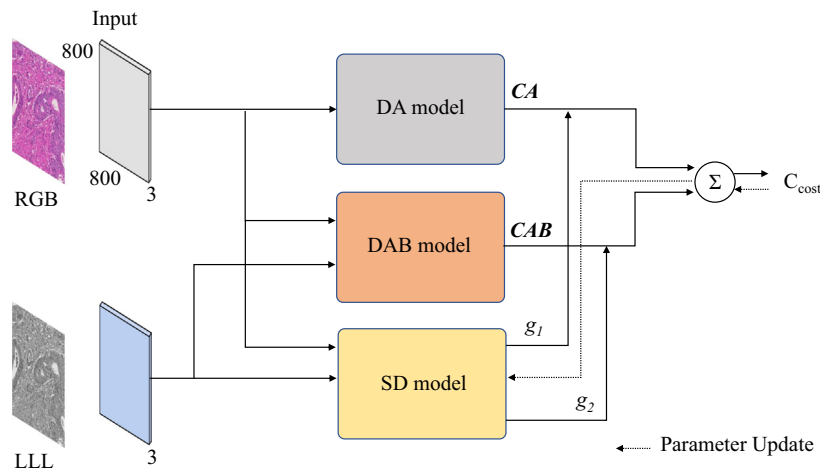 Input
800
800
3
RGB
LLL
3
DA model
DAB model
SD model
CA
CAB
g1
g2
Σ
Ccost
Parameter Update